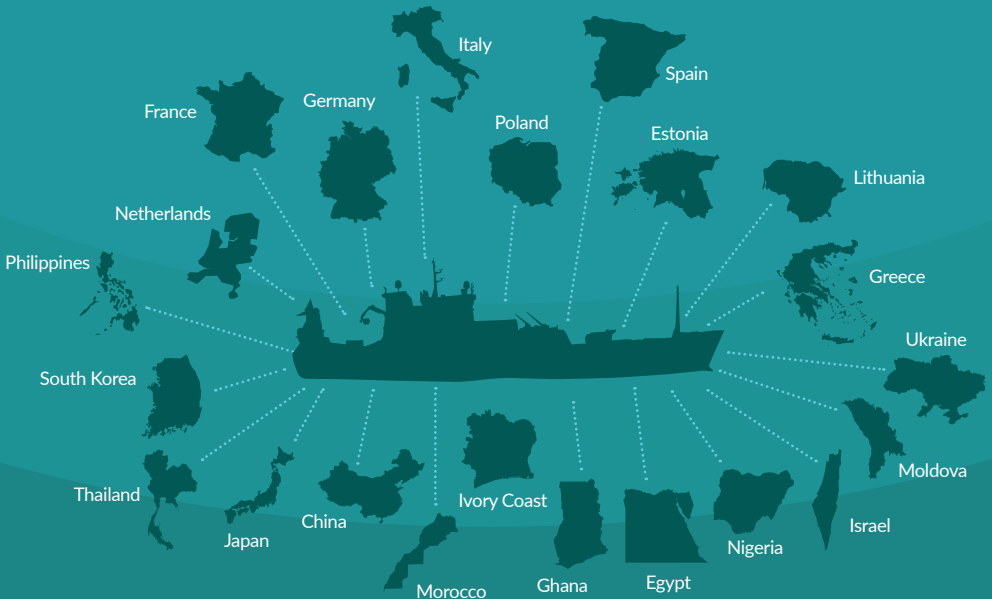 Italy
Spain
France
Germany
Poland
Estonia
Lithuania
Netherlands
Philippines
Greece
Ukraine
South Korea
Moldova
Thailand
Ivory Coast
China
Israel
Japan
Nigeria
Egypt
Ghana
Morocco